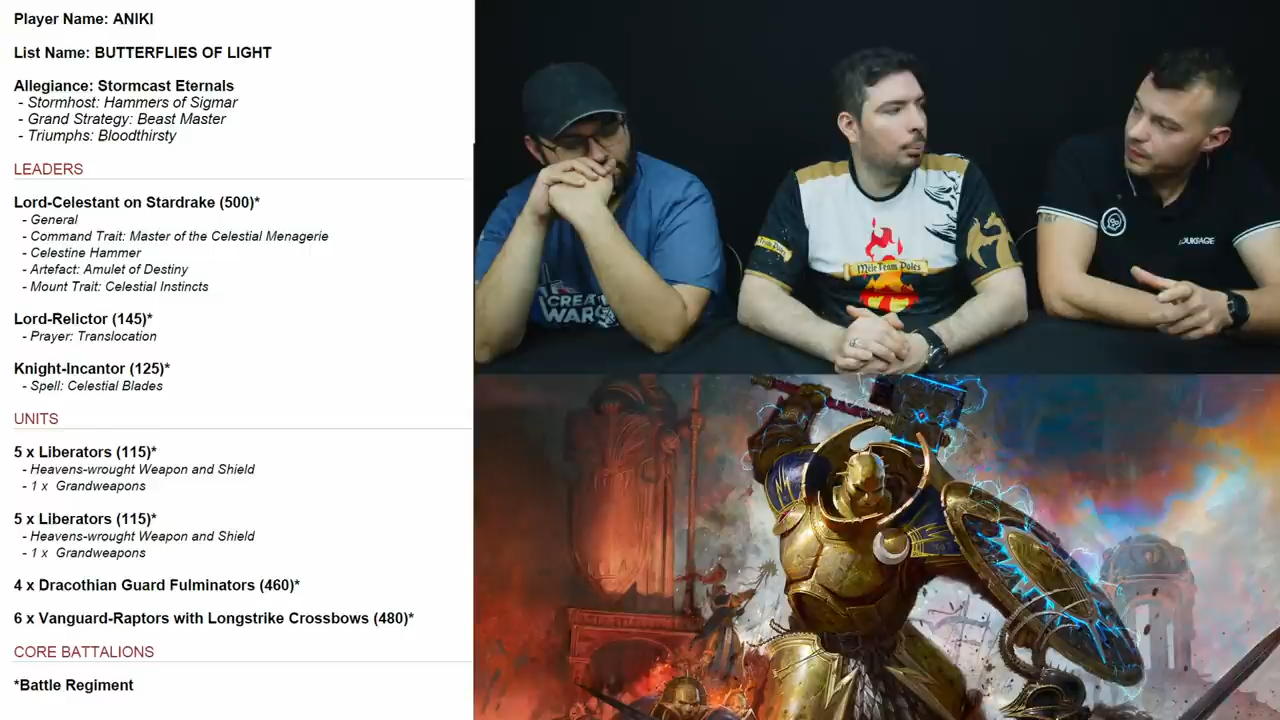 Player Name: ANIKI
List Name: BUTTERFLIES OF LIGHT
Allegiance: Stormcast Eternals
- Stormhost: Hammers of Sigmar
- Grand Strategy: Beast Master
- Triumphs: Bloodthirsty
LEADERS
Lord-Celestant on Stardrake (500)*
- General
- Command Trait: Master of the Celestial Menagerie
- Celestine Hammer
- Artefact: Amulet of Destiny
- Mount Trait: Celestial Instincts
Lord-Relictor (145)*
- Prayer: Translocation
Knight-Incantor (125)*
- Spell: Celestial Blades
UNITS
5 x Liberators (115)*
- Heavens-wrought Weapon and Shield
- 1 x Grandweapons
5 x Liberators (115)*
- Heavens-wrought Weapon and Shield
- 1 x Grandweapons
4 x Dracothian Guard Fulminators (460)*
6 x Vanguard-Raptors with Longstrike Crossbows (480)*
CORE BATTALIONS
*Battle Regiment
WAR
Team